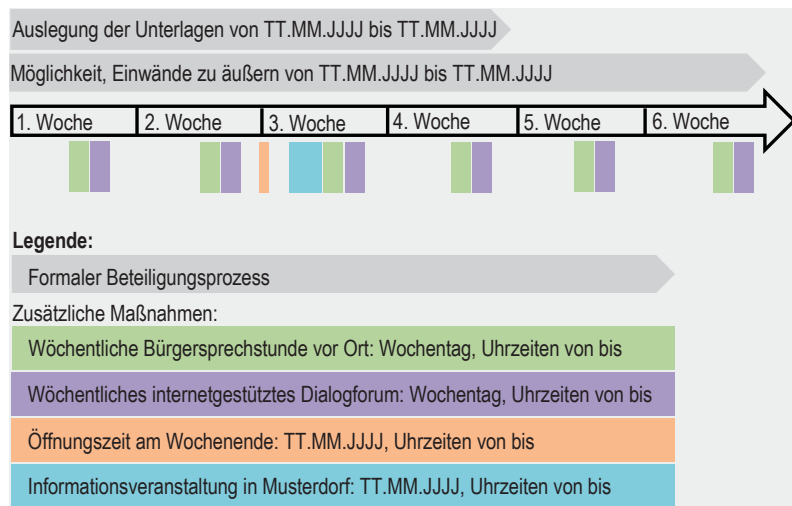 Auslegung der Unterlagen von TT.MM.JJJJ bis TT.MM.JJJJ
Möglichkeit, Einwände zu äußern von TT.MM.JJJJ bis TT.MM.JJJJ
1. Woche 2. Woche 3. Woche 4. Woche 5. Woche 6. Woche
Legende:
Formaler Beteiligungsprozess
Zusätzliche Maßnahmen:
Wöchentliche Bürgersprechstunde vor Ort: Wochentag, Uhrzeiten von bis
Wöchentliches internetgestütztes Dialogforum: Wochentag, Uhrzeiten von bis
Öffnungszeit am Wochenende: TT.MM.JJJJ, Uhrzeiten von bis
Informationsveranstaltung in Musterdorf: TT.MM.JJJJ, Uhrzeiten von bis